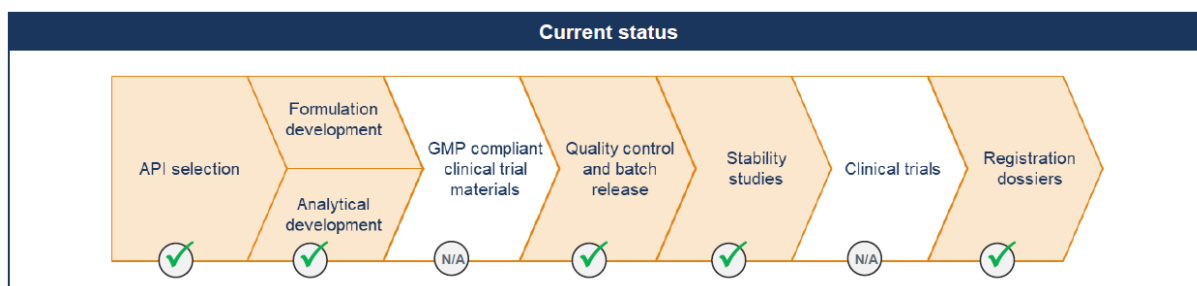 Current status
API selection
Formulation
development
Analytical
development
GMP compliant
clinical trial
materials
Quality control
and batch
release
Stability
studies
Clinical trials
Registration
dossiers
N/A
N/A